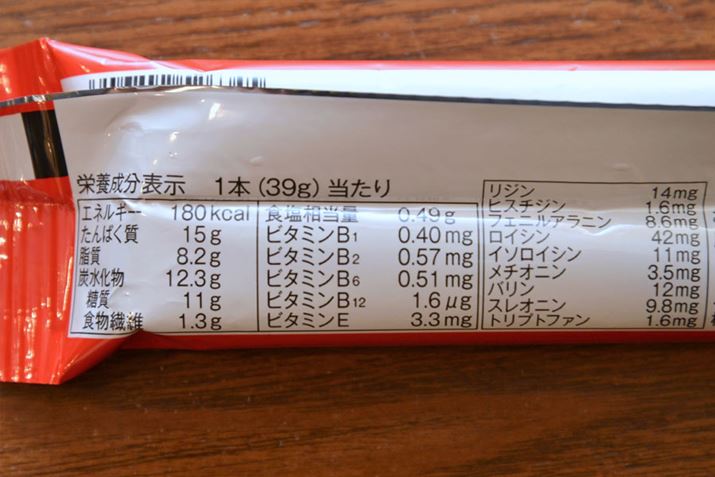 栄養成分表示 1本(39g)当たり
エネルギー 180kcal
たんぱく質 15g
脂質 8.2g
炭水化物 12.3g
糖質 11g
食物繊維 1.3g
食塩相当量 0.49g
ビタミンB1 0.40mg
ビタミンB2 0.57mg
ビタミンB6 0.51mg
ビタミンB12 1.6μg
ビタミンE 3.3mg
リジン 14mg
ヒスチジン 1.6mg
フェニルアラニン 8.6mg
ロイシン 42mg
イソロイシン 11mg
メチオニン 3.5mg
バリン 12mg
スレオニン 9.8mg
トリプトファン 1.6mg